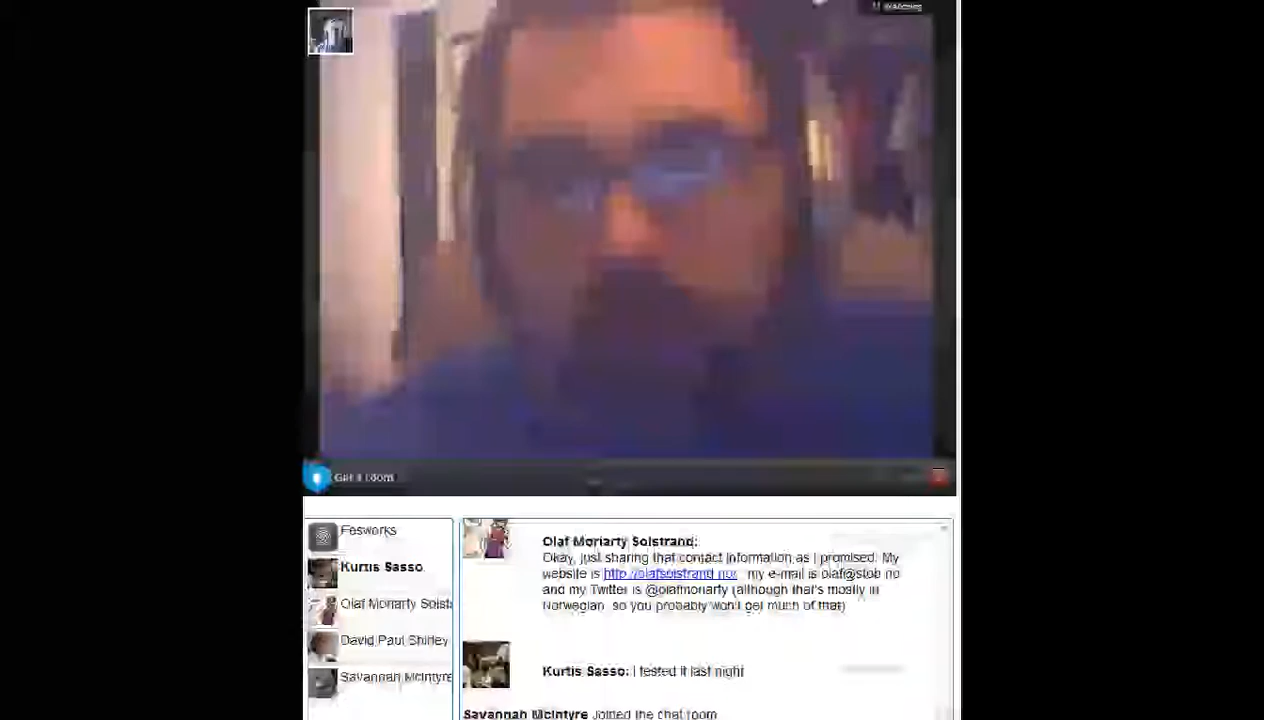 Get a room
Fesworks
Kurtis Sasso
Olaf Moriarty Solst
David Paul Shirley
Savannah McIntyre
Olaf Moriarty Solstrand:
Okay, just sharing that contact information as I promised. My
website is http://olafsolstrand.no/ my e-mail is olaf@stob.no
and my Twitter is @olafmoriarty (although that's mostly in
Norwegian, so you probably won't get much of that)
Kurtis Sasso: I tested it last night
Savannah McIntyre Joined the chat room